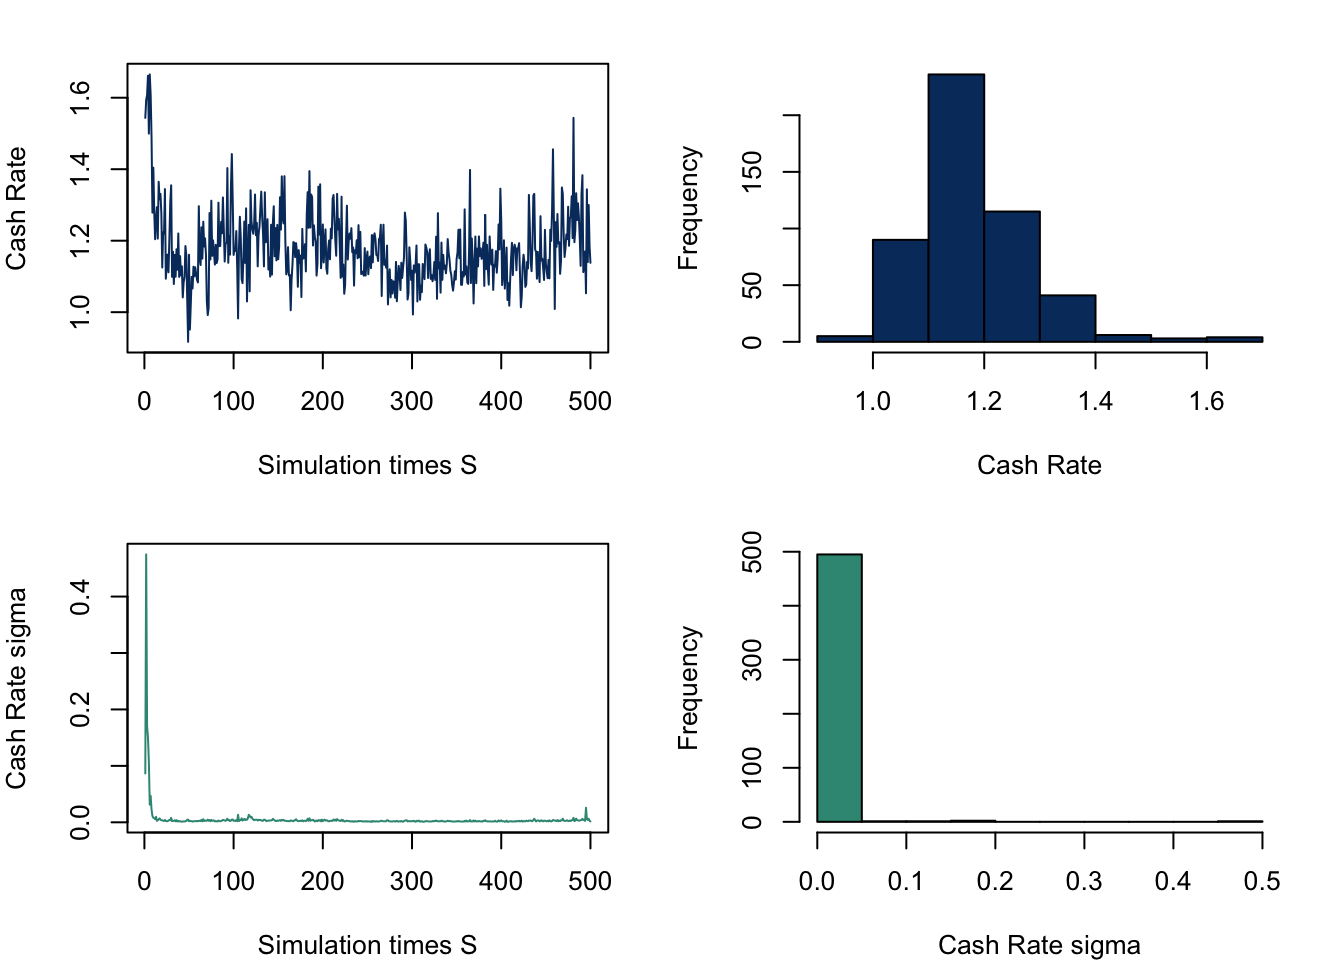 Cash Rate
1.0 1.2 1.4 1.6
0 100 200 300 400 500
Simulation times S
Frequency
0 50 150
1.0 1.2 1.4 1.6
Cash Rate
Cash Rate sigma
0.0 0.2 0.4
0 100 200 300 400 500
Simulation times S
Frequency
0 100 300 500
0.0 0.1 0.2 0.3 0.4 0.5
Cash Rate sigma